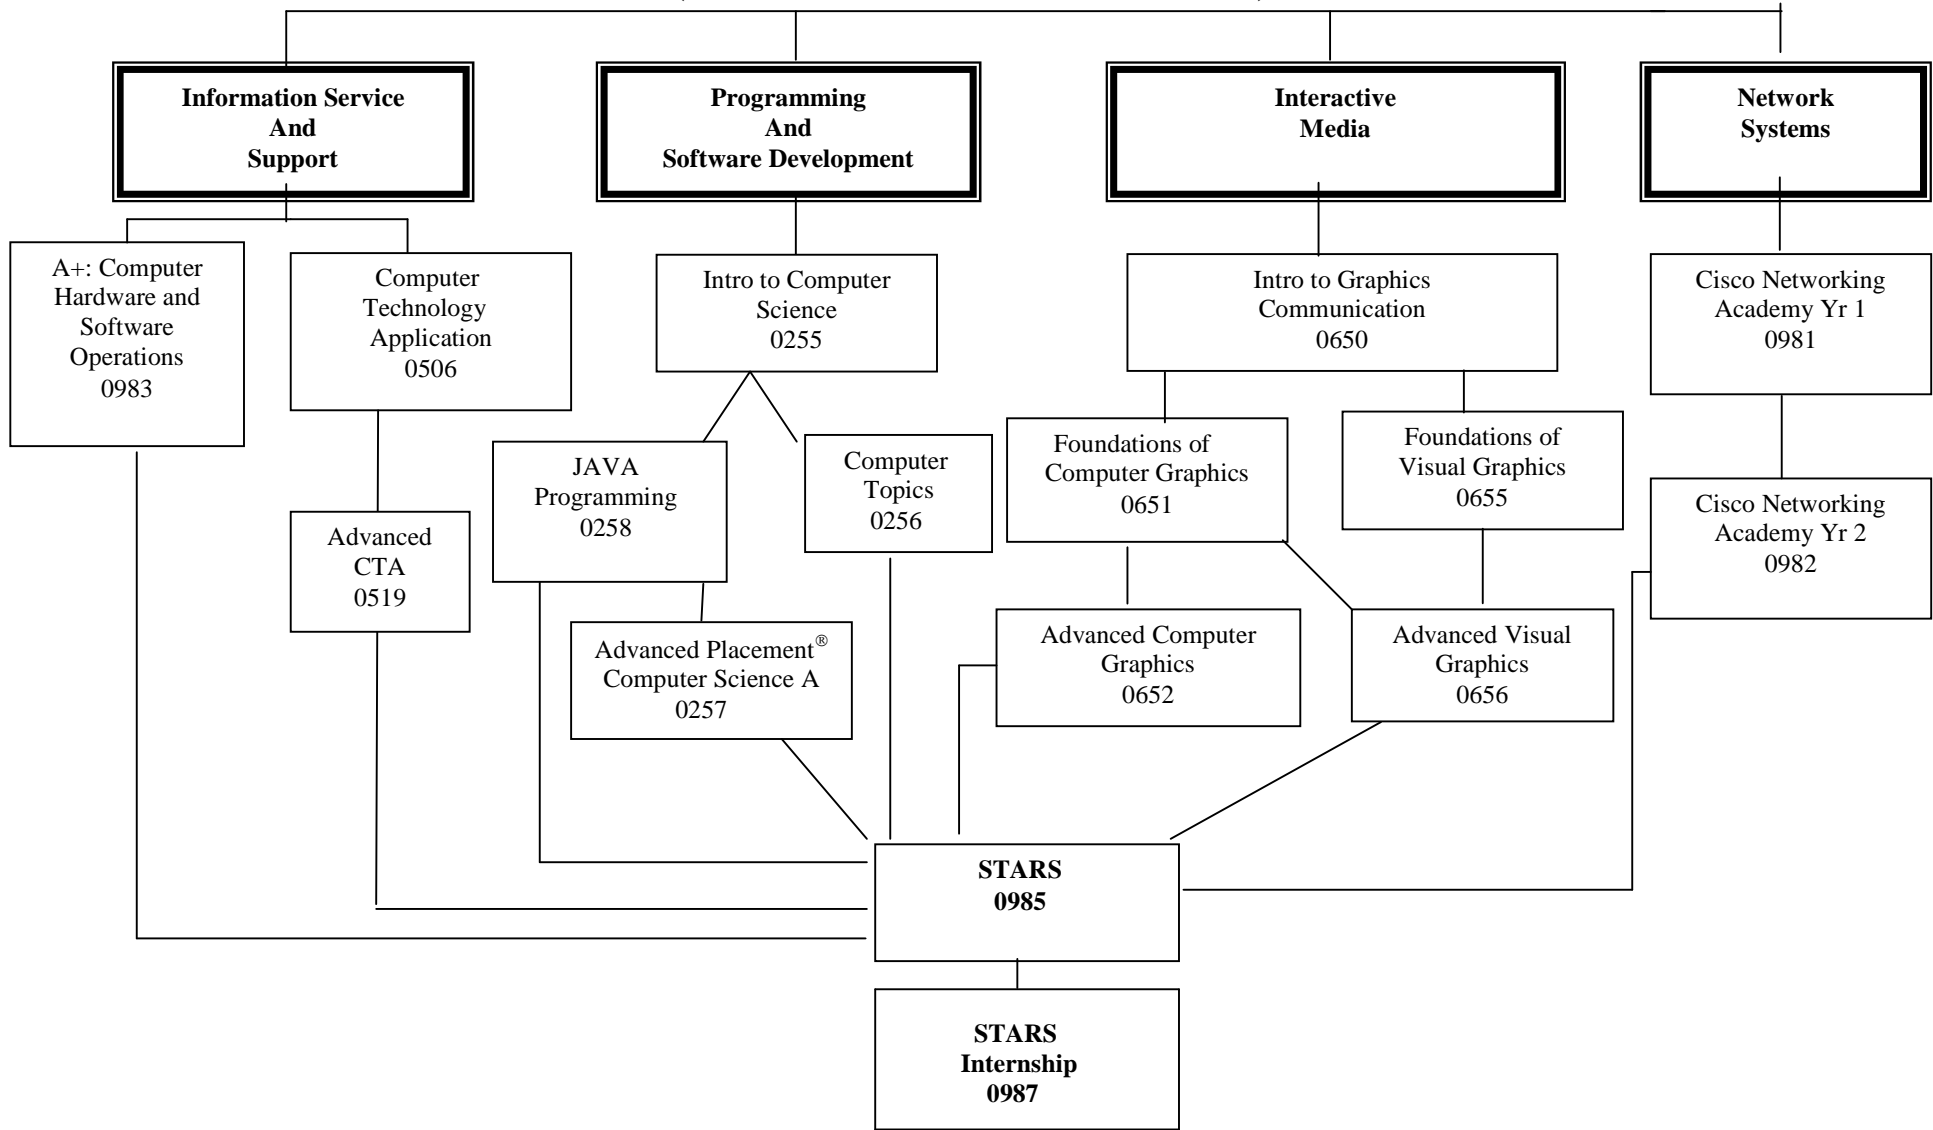 Information Service
And
Support
Programming
And
Software Development
Interactive
Media
Network
Systems
A+: Computer
Hardware and
Software
Operations
0983
Computer
Technology
Application
0506
Intro to Computer
Science
0255
Intro to Graphics
Communication
0650
Cisco Networking
Academy Yr 1
0981
JAVA
Programming
0258
Computer
Topics
0256
Foundations of
Computer Graphics
0651
Foundations of
Visual Graphics
0655
Cisco Networking
Academy Yr 2
0982
Advanced
CTA
0519
Advanced Placement®
Computer Science A
0257
Advanced Computer
Graphics
0652
Advanced Visual
Graphics
0656
STARS
0985
STARS
Internship
0987